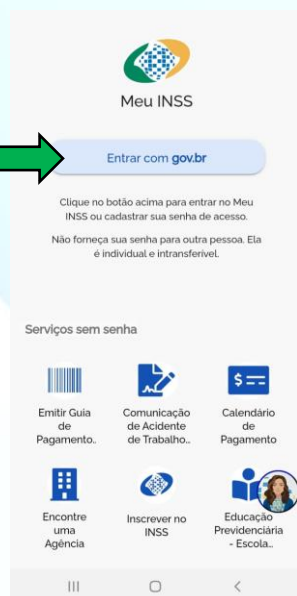 Meu INSS
Entrar com gov.br
Clique no botão acima para entrar no Meu
INSS ou cadastrar sua senha de acesso.
Não forneça sua senha para outra pessoa. Ela
é individual e intransferível.
Serviços sem senha
Emitir Guia
de
Pagamento..
Comunicação
de Acidente
de Trabalho...
Calendário
de
Pagamento
Encontre
uma
Agência
Inscrever no
INSS
Educação
Previdenciária
- Escola...